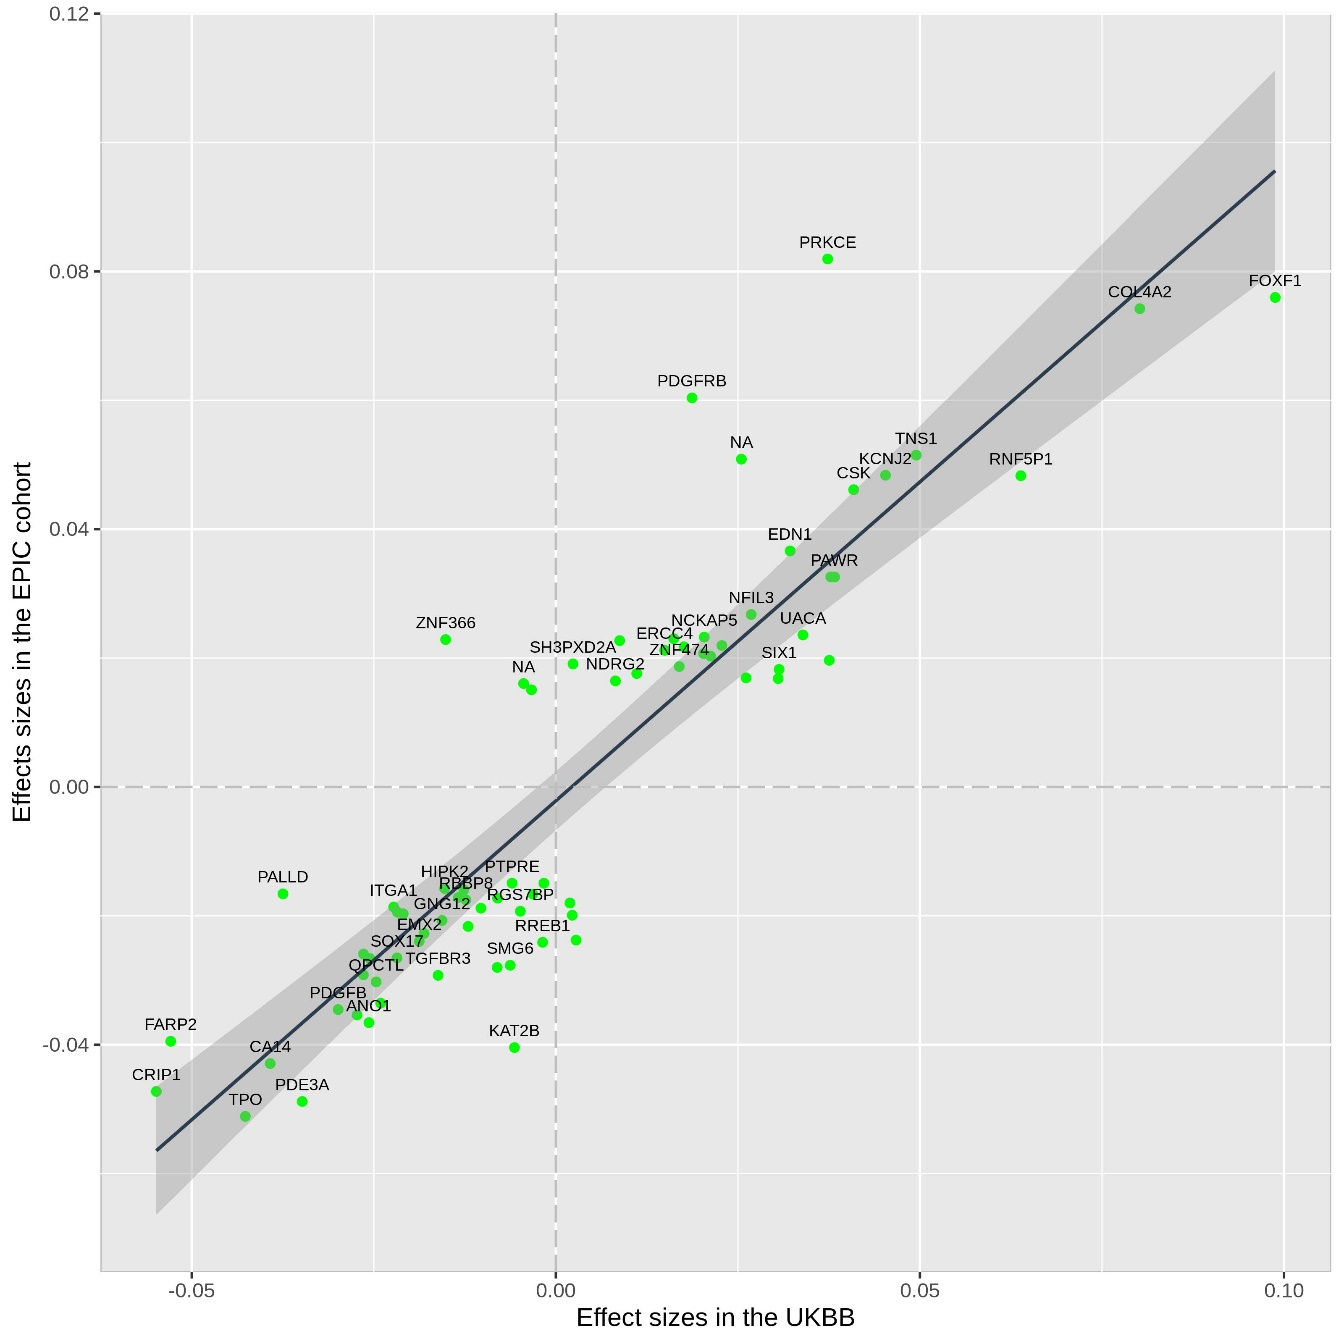 0.12
0.08
0.04
0.00
-0.04
Effects sizes in the EPIC cohort
PRKCE
FOXF1
COL4A2
PDGFRB
NA
TNS1
KCNJ2
RNF5P1
CSK
EDN1
PAWR
NFIL3
ZNF366
NCKAP5
UACA
ERCC4
SH3PXD2A
ZNF474
SIX1
NA
NDRG2
HIPK2
PTPRE
PALLD
RBBP8
ITGA1
RGS7BP
GNG12
EMX2
RREB1
SOX17
SMG6
QPCTL
TGFBR3
PDGFB
ANO1
FARP2
KAT2B
CA14
CRIP1
PDE3A
TPO
-0.05
0.00
0.05
0.10
Effect sizes in the UKBB